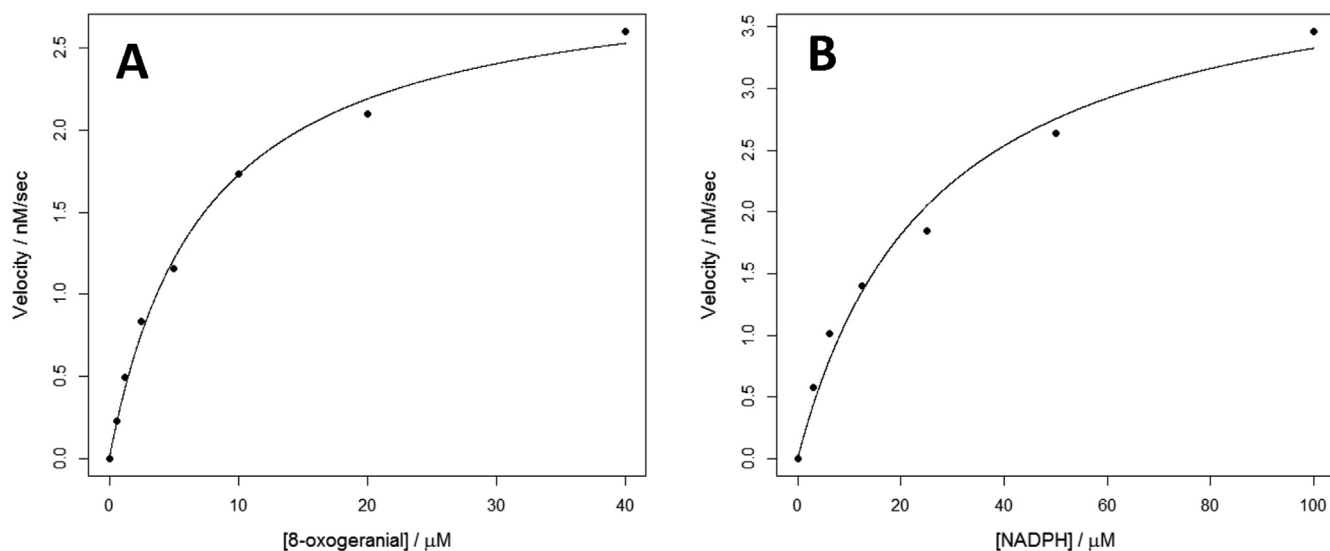 A
2.5
2.0
1.5
1.0
0.5
0.0
Velocity / nM/sec
0 10 20 30 40
[8-oxogeranial] / μM
B
3.5
3.0
2.5
2.0
1.5
1.0
0.5
0.0
Velocity / nM/sec
0 20 40 60 80 100
[NADPH] / μM